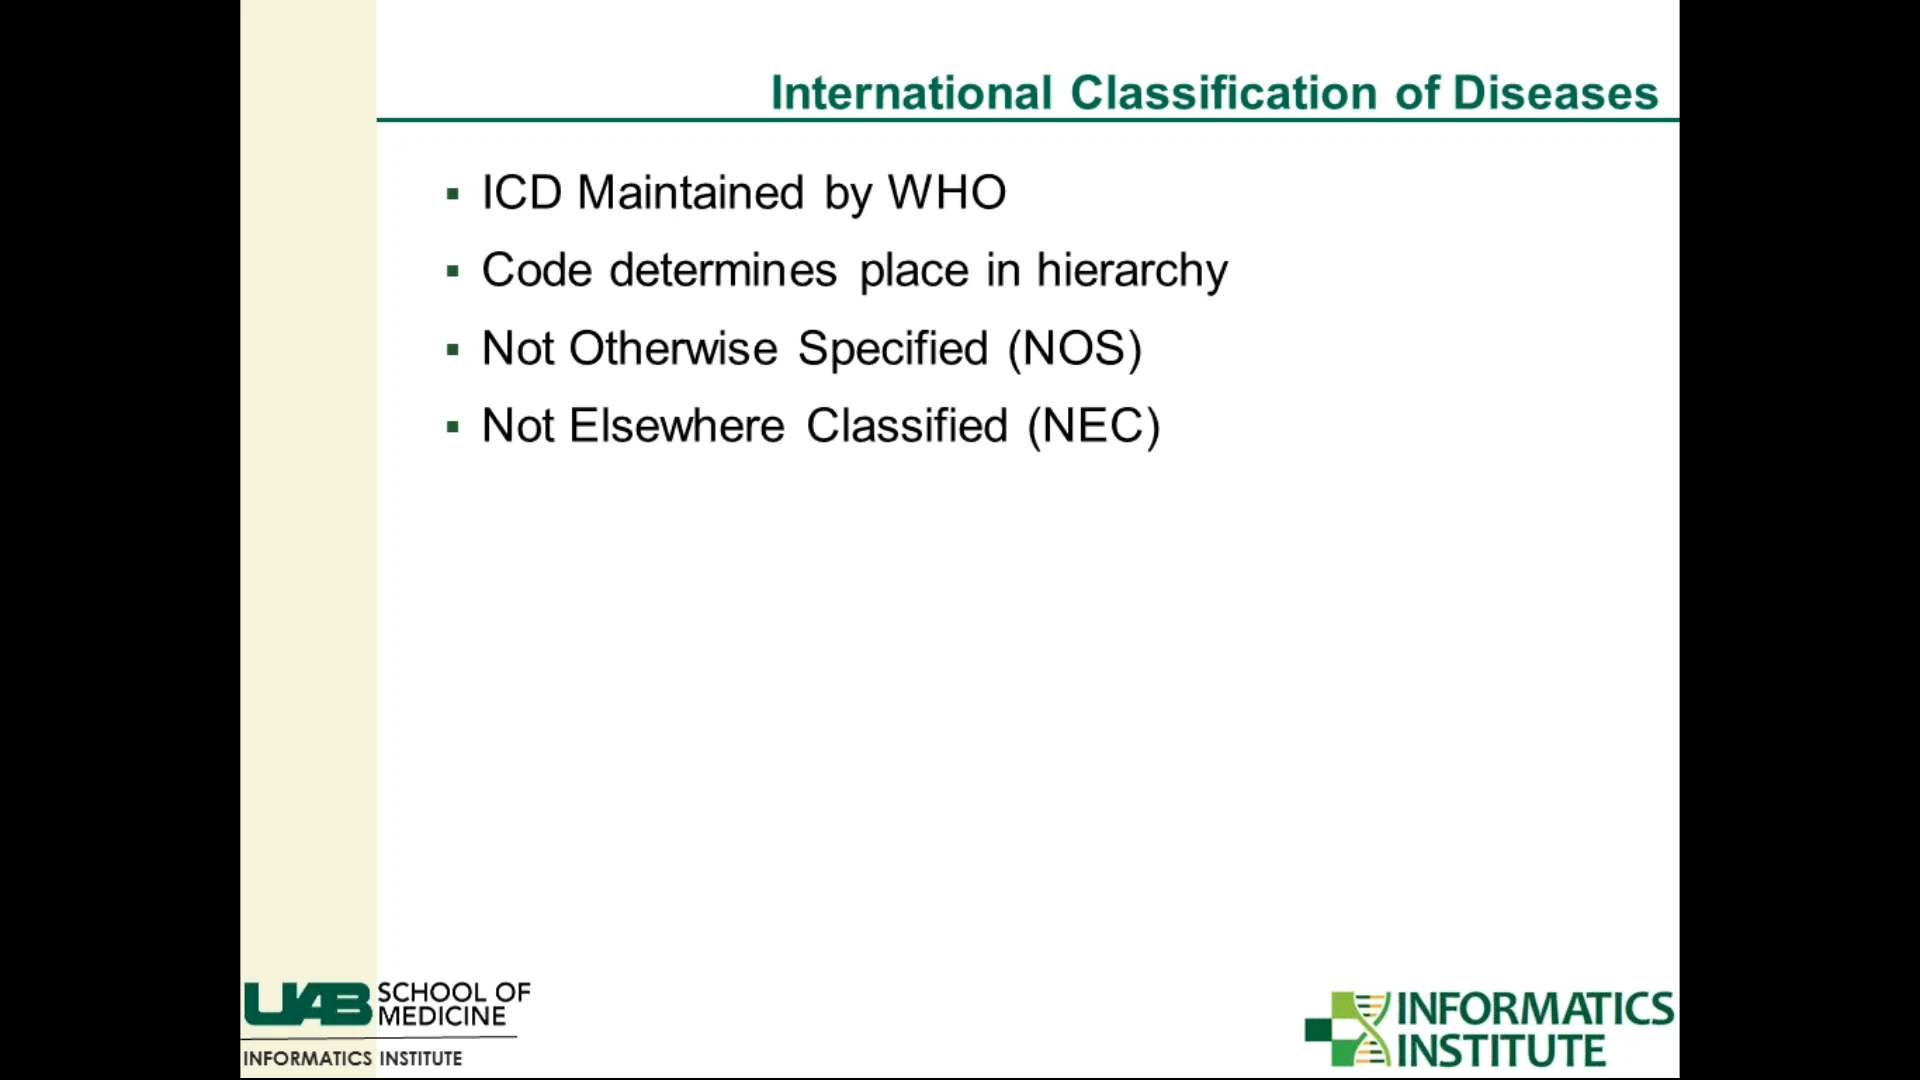 International Classification of Diseases
▪ ICD Maintained by WHO
▪ Code determines place in hierarchy
▪ Not Otherwise Specified (NOS)
▪ Not Elsewhere Classified (NEC)
UAB SCHOOL OF
MEDICINE
INFORMATICS INSTITUTE
INFORMATICS
INSTITUTE